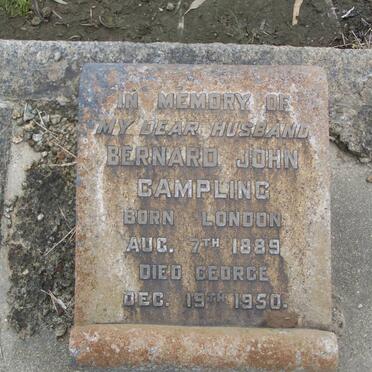 IN MEMORY OF
MY DEAR HUSBAND
BERNARD JOHN
CAMPLING
BORN LONDON
AUG. 7TH 1889
DIED GEORGE
DEC. 19TH 1950.